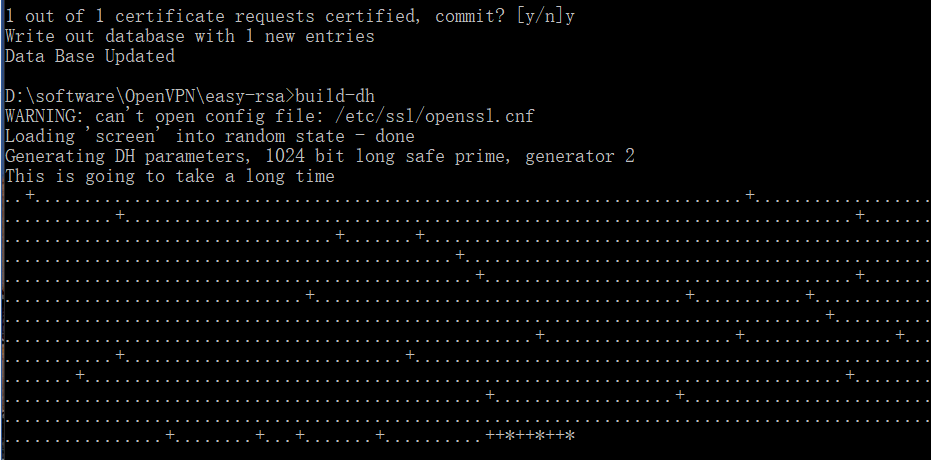 1 out of 1 certificate requests certified, commit? [y/n]y
Write out database with 1 new entries
Data Base Updated
D:\software\OpenVPN\easy-rsa>build-dh
WARNING: can't open config file: /etc/ssl/openssl.cnf
Loading 'screen' into random state - done
Generating DH parameters, 1024 bit long safe prime, generator 2
This is going to take a long time
..+.......................................................................+..................
...........+.........................................................................+.......
.................................+.......+...................................................
.............................................+...............................................
...............................................+.....................................+.......
..............................+.....................................+...........+............
..................................................................................+..........
.....................................................+...................+...............+...
...........+............................+....................................................
.......+............................................................................+........
................................................+..................+.........................
.............................................................................................
................+........+...+.......+..........++*++*++*